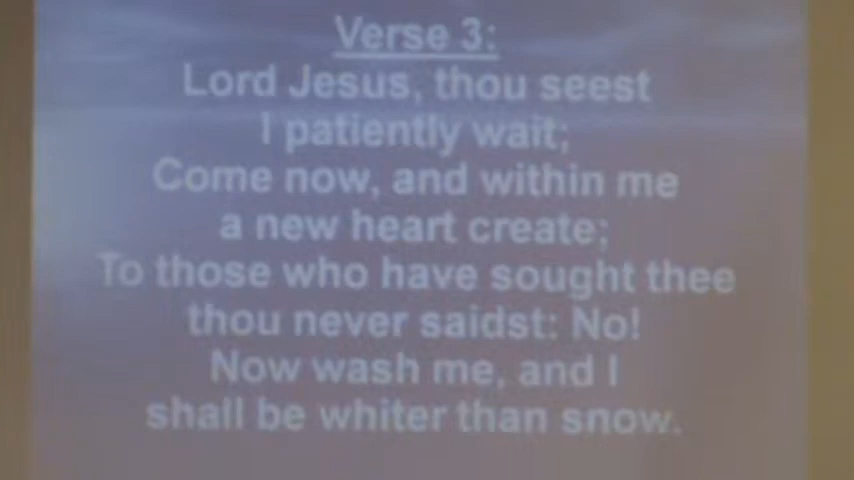 Verse 3:
Lord Jesus, thou seest
I patiently wait;
Come now, and within me
a new heart create;
To those who have sought thee
thou never saidst: No!
Now wash me, and I
shall be whiter than snow.